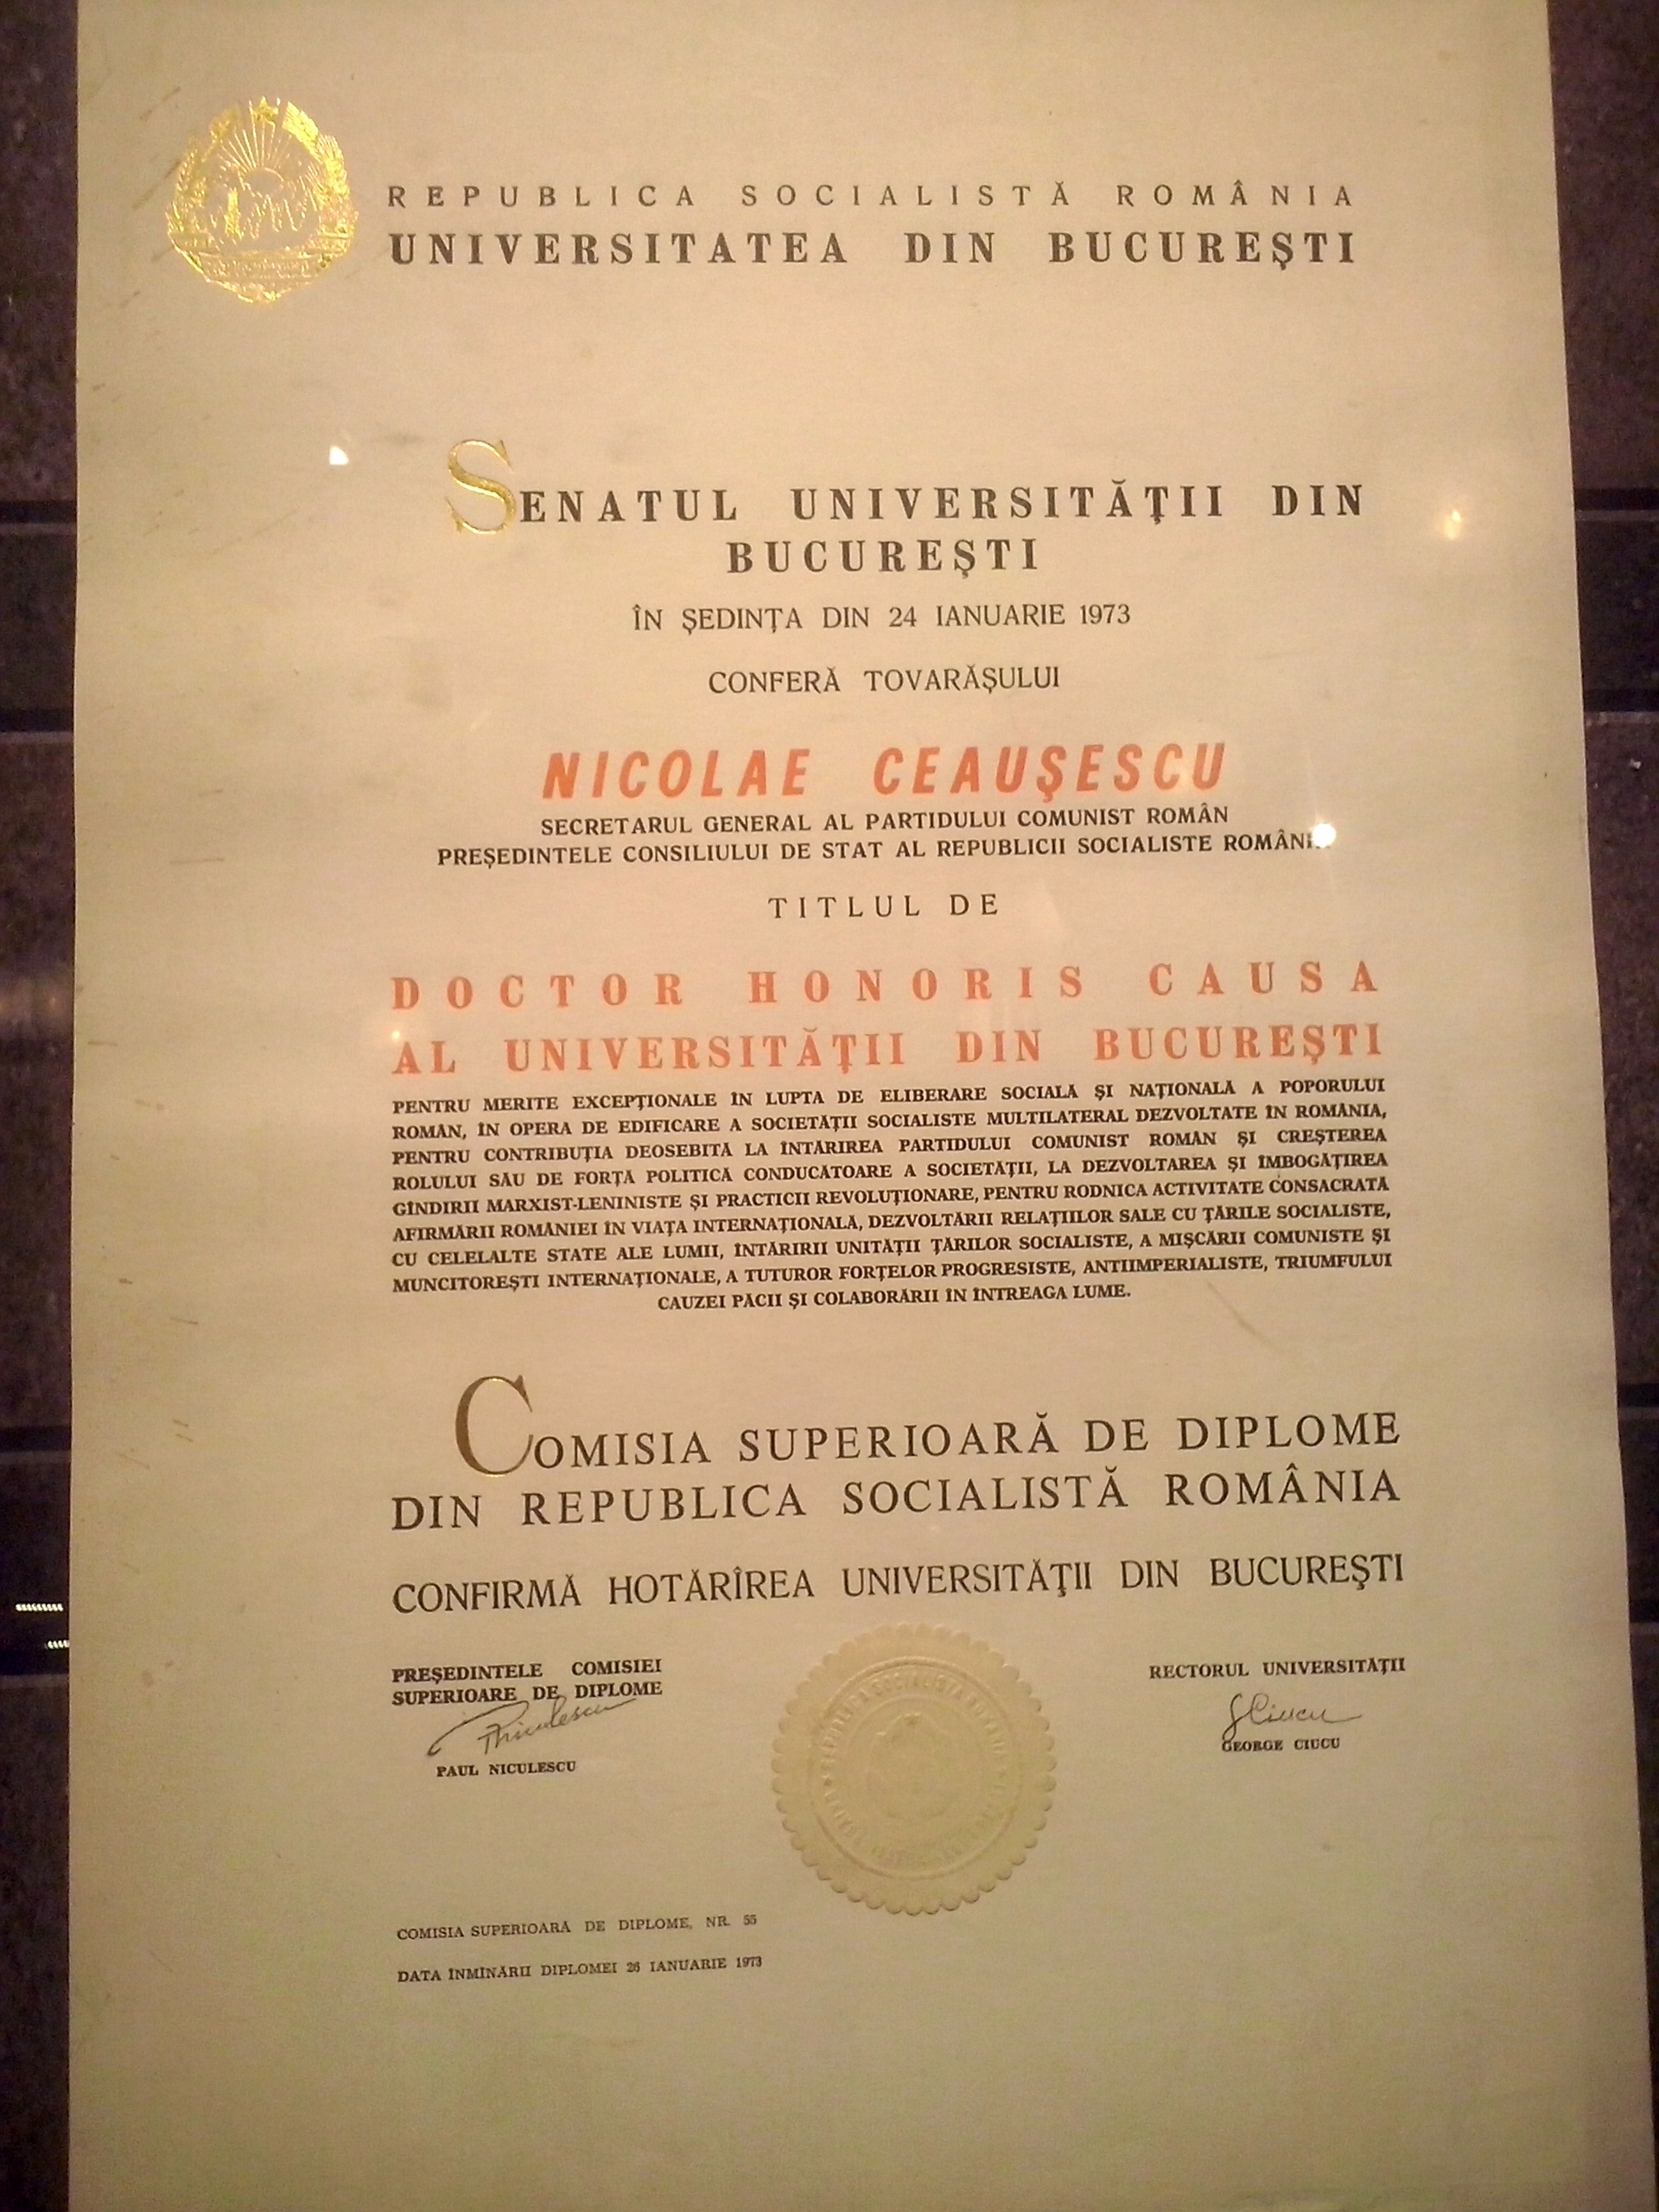 REPUBLICA SOCIALISTĂ ROMÂNIA
UNIVERSITATEA DIN BUCUREŞTI
SENATUL UNIVERSITĂŢII DIN
BUCUREŞTI
ÎN ŞEDINŢA DIN 24 IANUARIE 1973
CONFERĂ TOVARĂŞULUI
NICOLAE CEAUŞESCU
SECRETARUL GENERAL AL PARTIDULUI COMUNIST ROMÂN
PREŞEDINTELE CONSILIULUI DE STAT AL REPUBLICII SOCIALISTE
TITLUL DE
DOCTOR HONORIS CAUSA
AL UNIVERSITĂŢII DIN BUCUREŞTI
PENTRU MERITE EXCEPŢIONALE ÎN LUPTA DE ELIBERARE SOCIALĂ ŞI NAŢIONALĂ A POPORULUI
ROMÂN, ÎN OPERA DE EDIFICARE A SOCIETĂŢII SOCIALISTE MULTILATERAL DEZVOLTATE ÎN ROMÂNIA,
PENTRU CONTRIBUŢIA DEOSEBITĂ LA ÎNTĂRIREA PARTIDULUI COMUNIST ROMÂN ŞI CREŞTEREA
ROLULUI SĂU DE FORŢĂ POLITICĂ CONDUCĂTOARE A SOCIETĂŢII, LA DEZVOLTAREA ŞI ÎMBOGĂŢIREA
GÎNDIRII MARXIST-LENINISTE ŞI PRACTICII REVOLUŢIONARE, PENTRU RODNICA ACTIVITATE CONSACRATĂ
AFIRMĂRII ROMÂNIEI ÎN VIAŢA INTERNAŢIONALĂ, DEZVOLTĂRII RELAŢIILOR SALE CU ŢĂRILE SOCIALISTE,
CU CELELALTE STATE ALE LUMII, ÎNTĂRIRII UNITĂŢII ŢĂRILOR SOCIALISTE, A MIŞCĂRII COMUNISTE ŞI
MUNCITOREŞTI INTERNAŢIONALE, A TUTUROR FORŢELOR PROGRESISTE, ANTIIMPERIALISTE, TRIUMFULUI
CAUZEI PĂCII ŞI COLABORĂRII ÎN ÎNTREAGA LUME.
COMISIA SUPERIOARĂ DE DIPLOME
DIN REPUBLICA SOCIALISTĂ ROMÂNIA
CONFIRMĂ HOTĂRÎREA UNIVERSITĂŢII DIN BUCUREŞTI
PREŞEDINTELE COMISIEI
SUPERIOARE DE DIPLOME
PNiculescu
PAUL NICULESCU
RECTORUL UNIVERSITĂŢII
GCiucu
GEORGE CIUCU
COMISIA SUPERIOARĂ DE DIPLOME, NR. 55
DATA ÎNMÎNĂRII DIPLOMEI 26 IANUARIE 1973